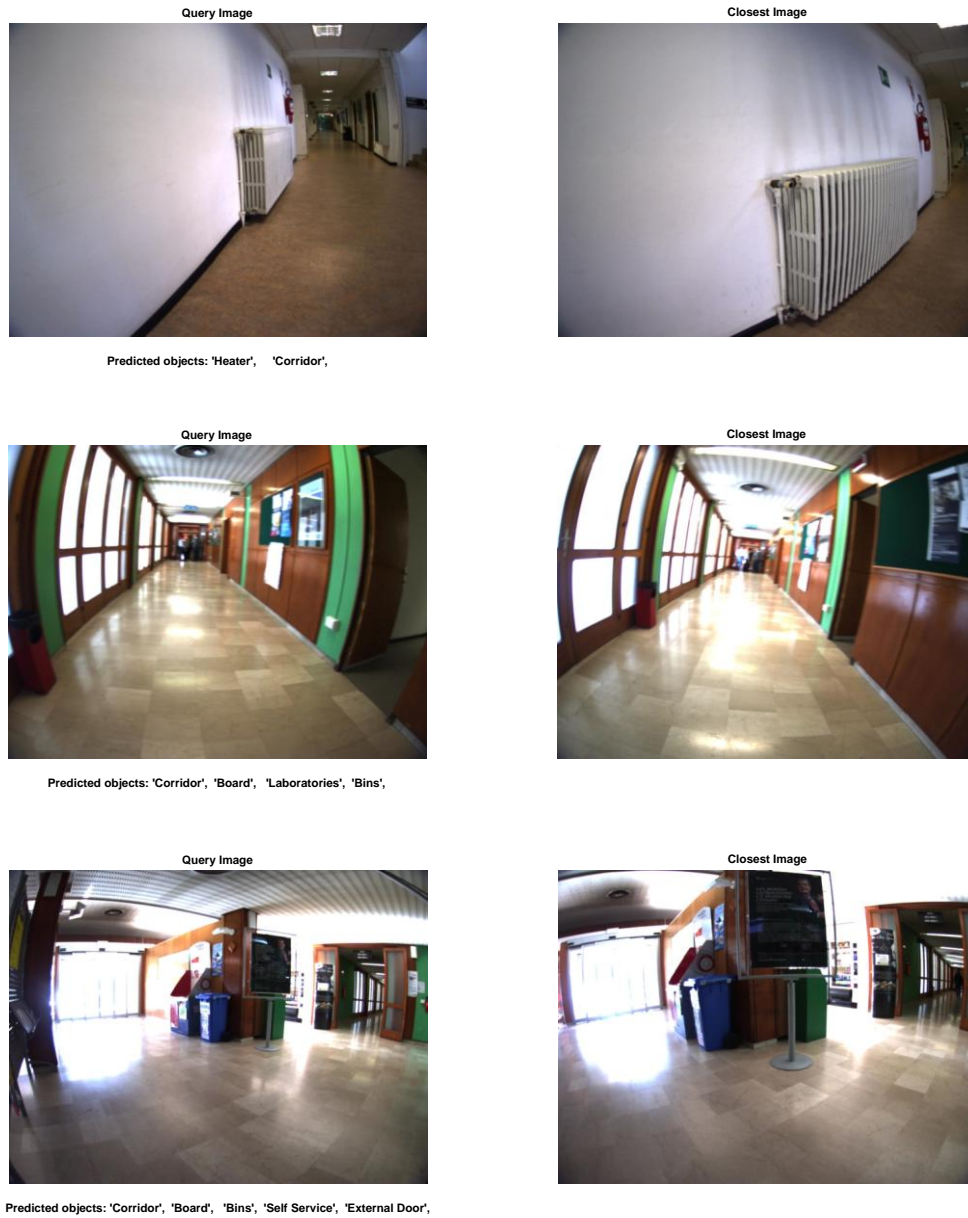 Query Image
Closest Image
Predicted objects: 'Heater', 'Corridor',
Query Image
Closest Image
Predicted objects: 'Corridor', 'Board', 'Laboratories', 'Bins',
Query Image
Closest Image
Predicted objects: 'Corridor', 'Board', 'Bins', 'Self Service', 'External Door',